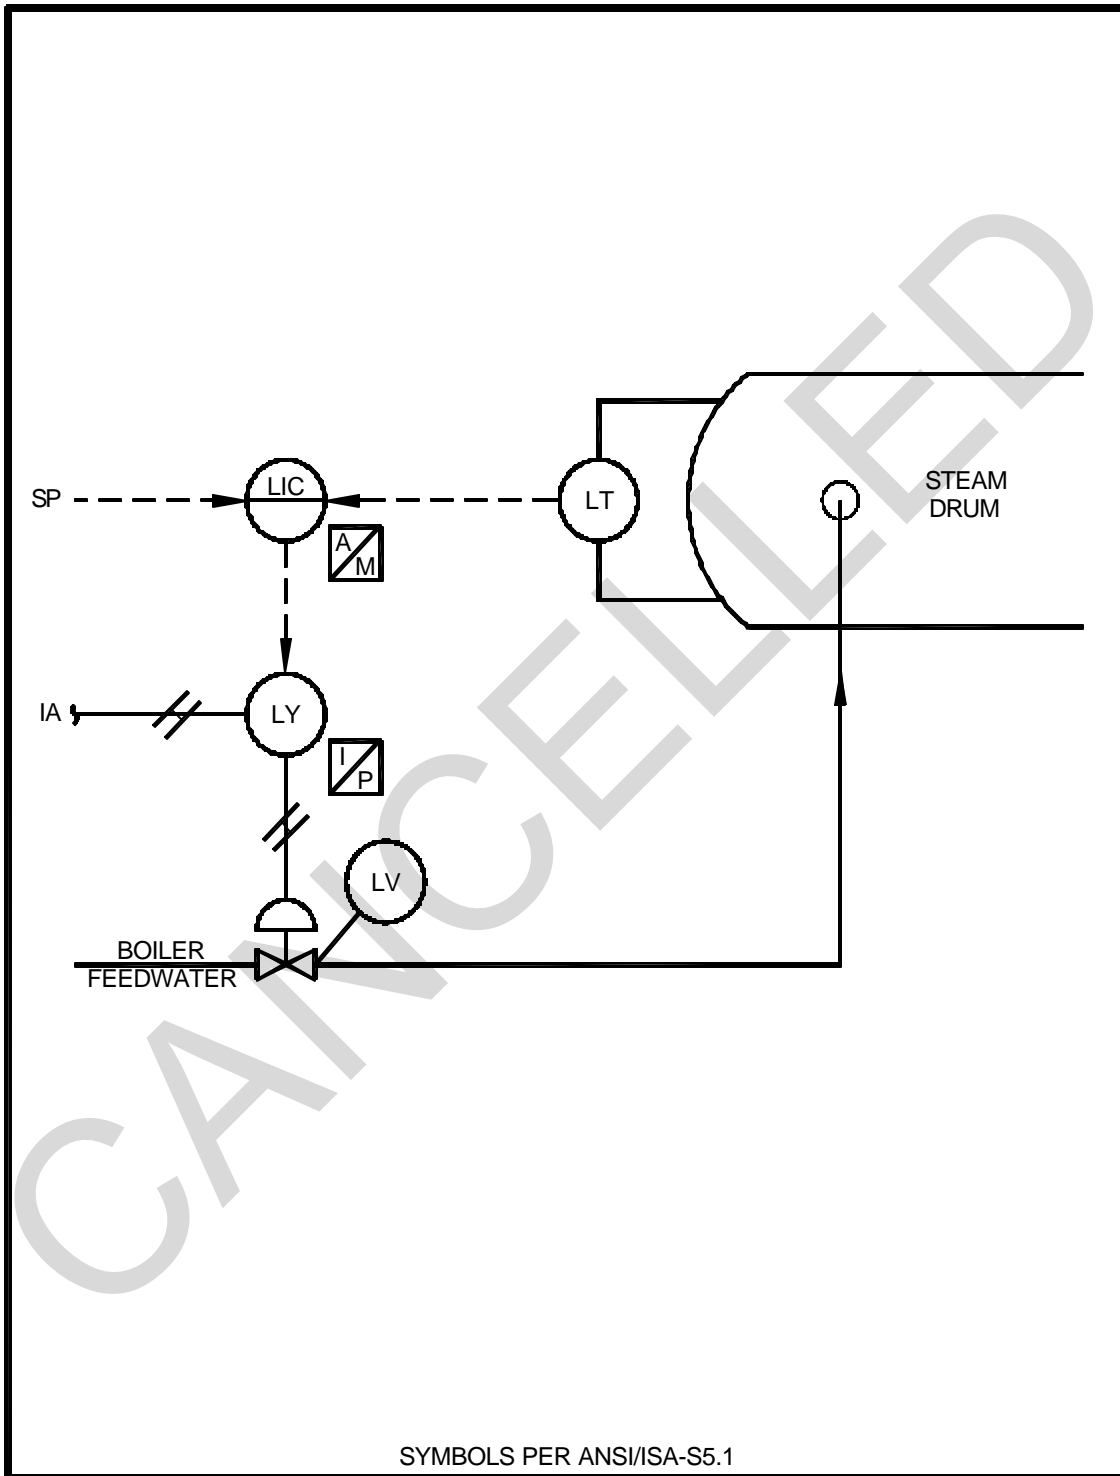 STEAM
DRUM
SP
LIC
LT
A
M
IA
LY
I
P
LV
BOILER
FEEDWATER
CANCELLED
SYMBOLS PER ANSI/ISA-S5.1